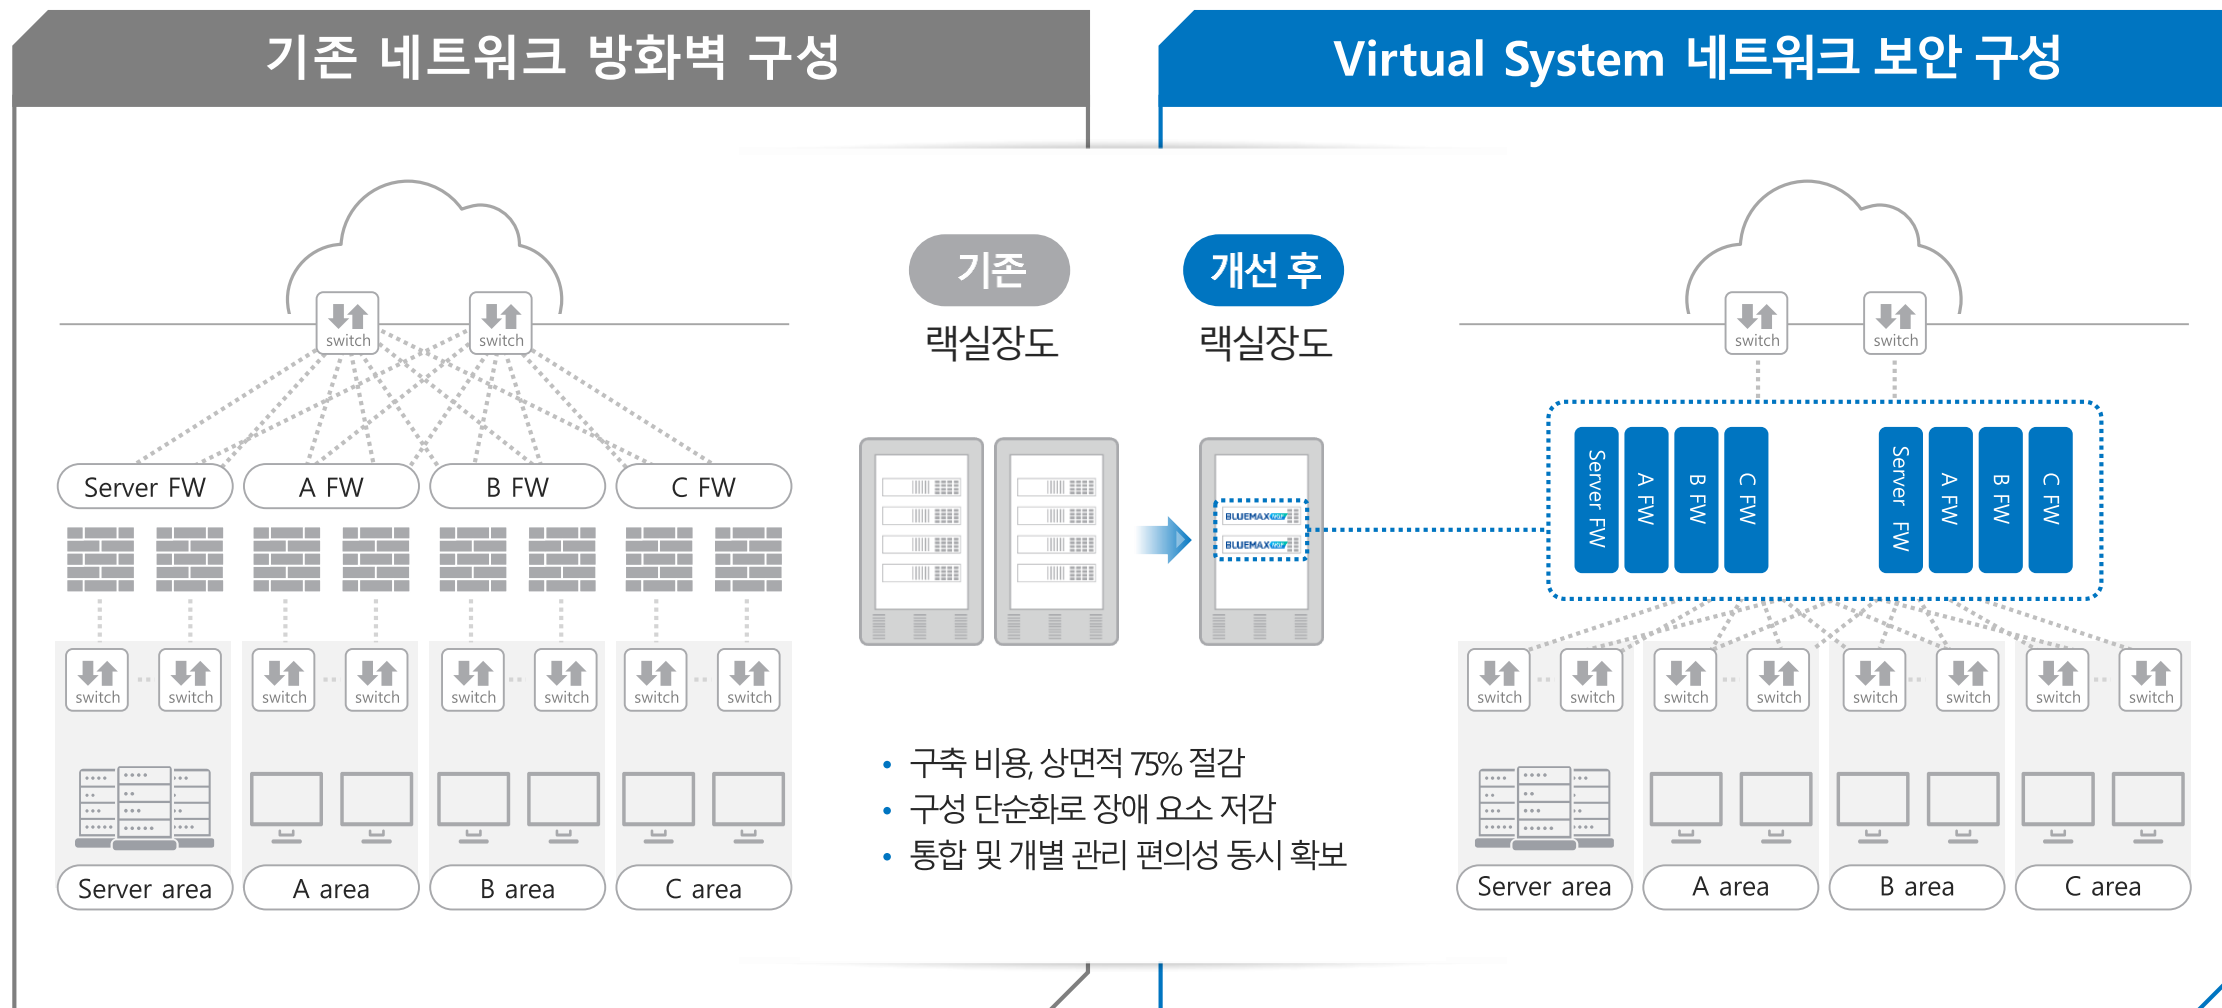 기존 네트워크 방화벽 구성
Virtual System 네트워크 보안 구성
switch
switch
Server FW
A FW
B FW
C FW
switch
switch
switch
switch
switch
switch
switch
switch
Server area
A area
B area
C area
기존
랙실장도
개선 후
랙실장도
BLUEMAX NGF
BLUEMAX NGF
• 구축 비용, 상면적 75% 절감
• 구성 단순화로 장애 요소 저감
• 통합 및 개별 관리 편의성 동시 확보
switch
switch
Server FW
A FW
B FW
C FW
Server FW
A FW
B FW
C FW
switch
switch
switch
switch
switch
switch
switch
switch
Server area
A area
B area
C area